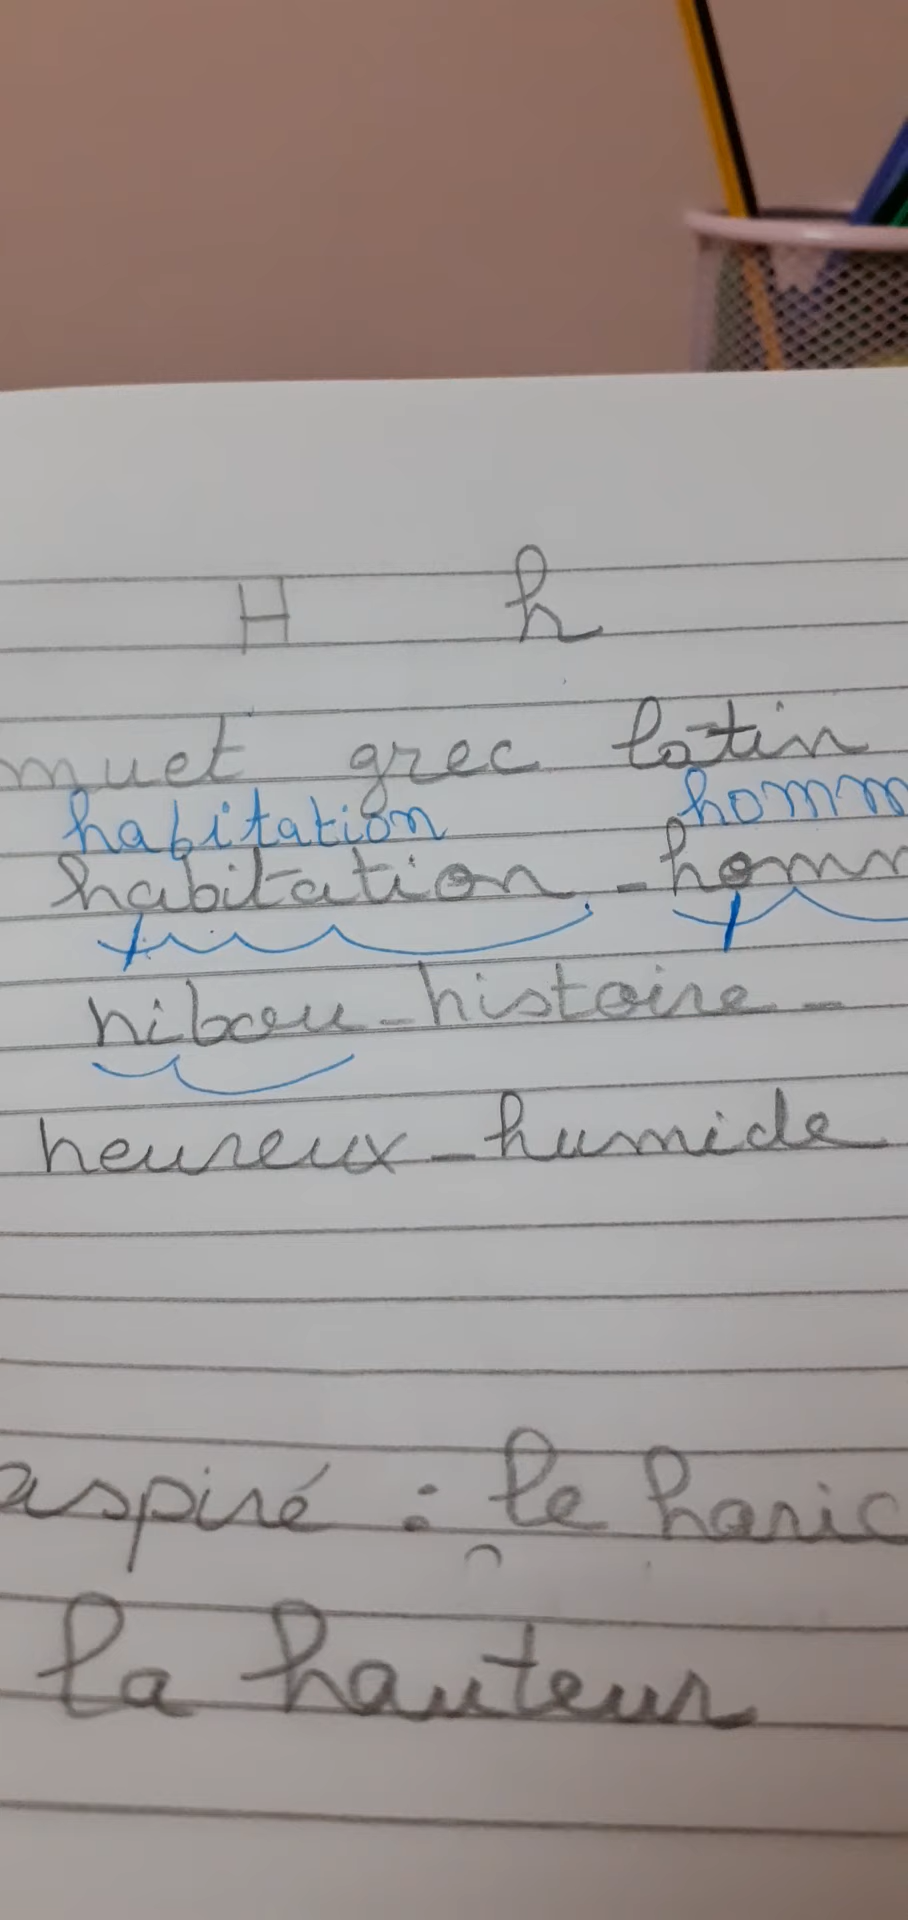 H h
muet grec latin
habitation homm
habitation - homm
hibou - histoire -
heureux - humide
aspiré : le haric
la hauteur